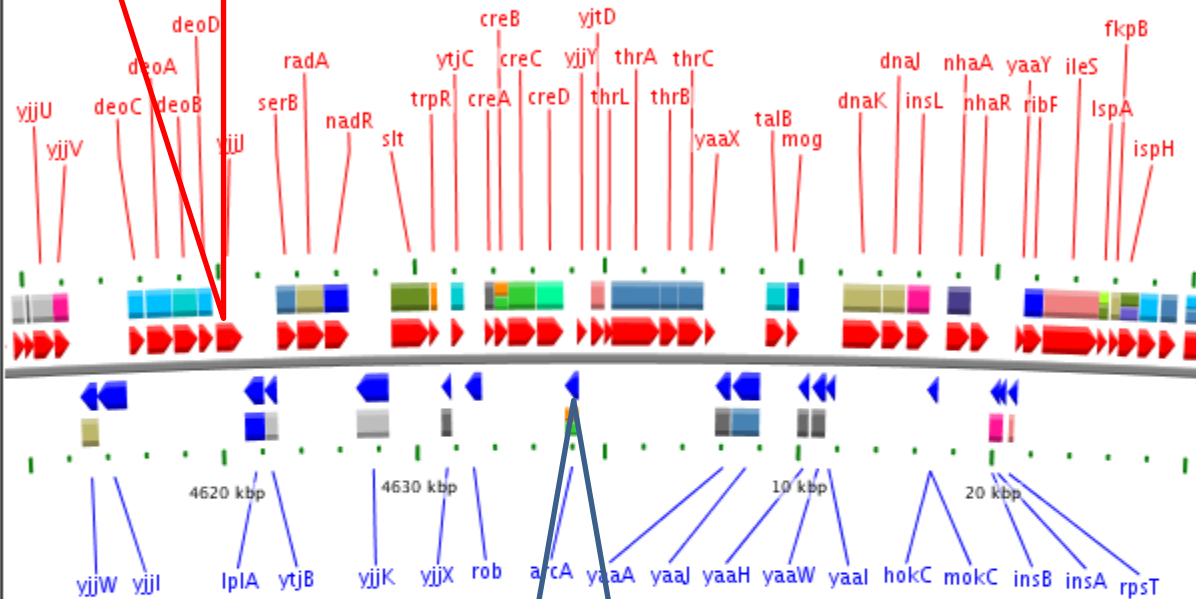 deoD creB yjtD fkpB
deoA radA ytjC creC yjjY thrA thrC dnaJ nhaA yaaY ileS
yjjU deoC deoB serB trpR creA creD thrL thrB dnaK insL nhaR ribF lspA
yjjV yjjJ nadR slt yaaX talB mog ispH
4620 kbp 4630 kbp 10 kbp 20 kbp
yjjW yjjI lplA ytjB yjjK yjjX rob arcA yaaA yaaJ yaaH yaaW yaaI hokC mokC insB insA rpsT